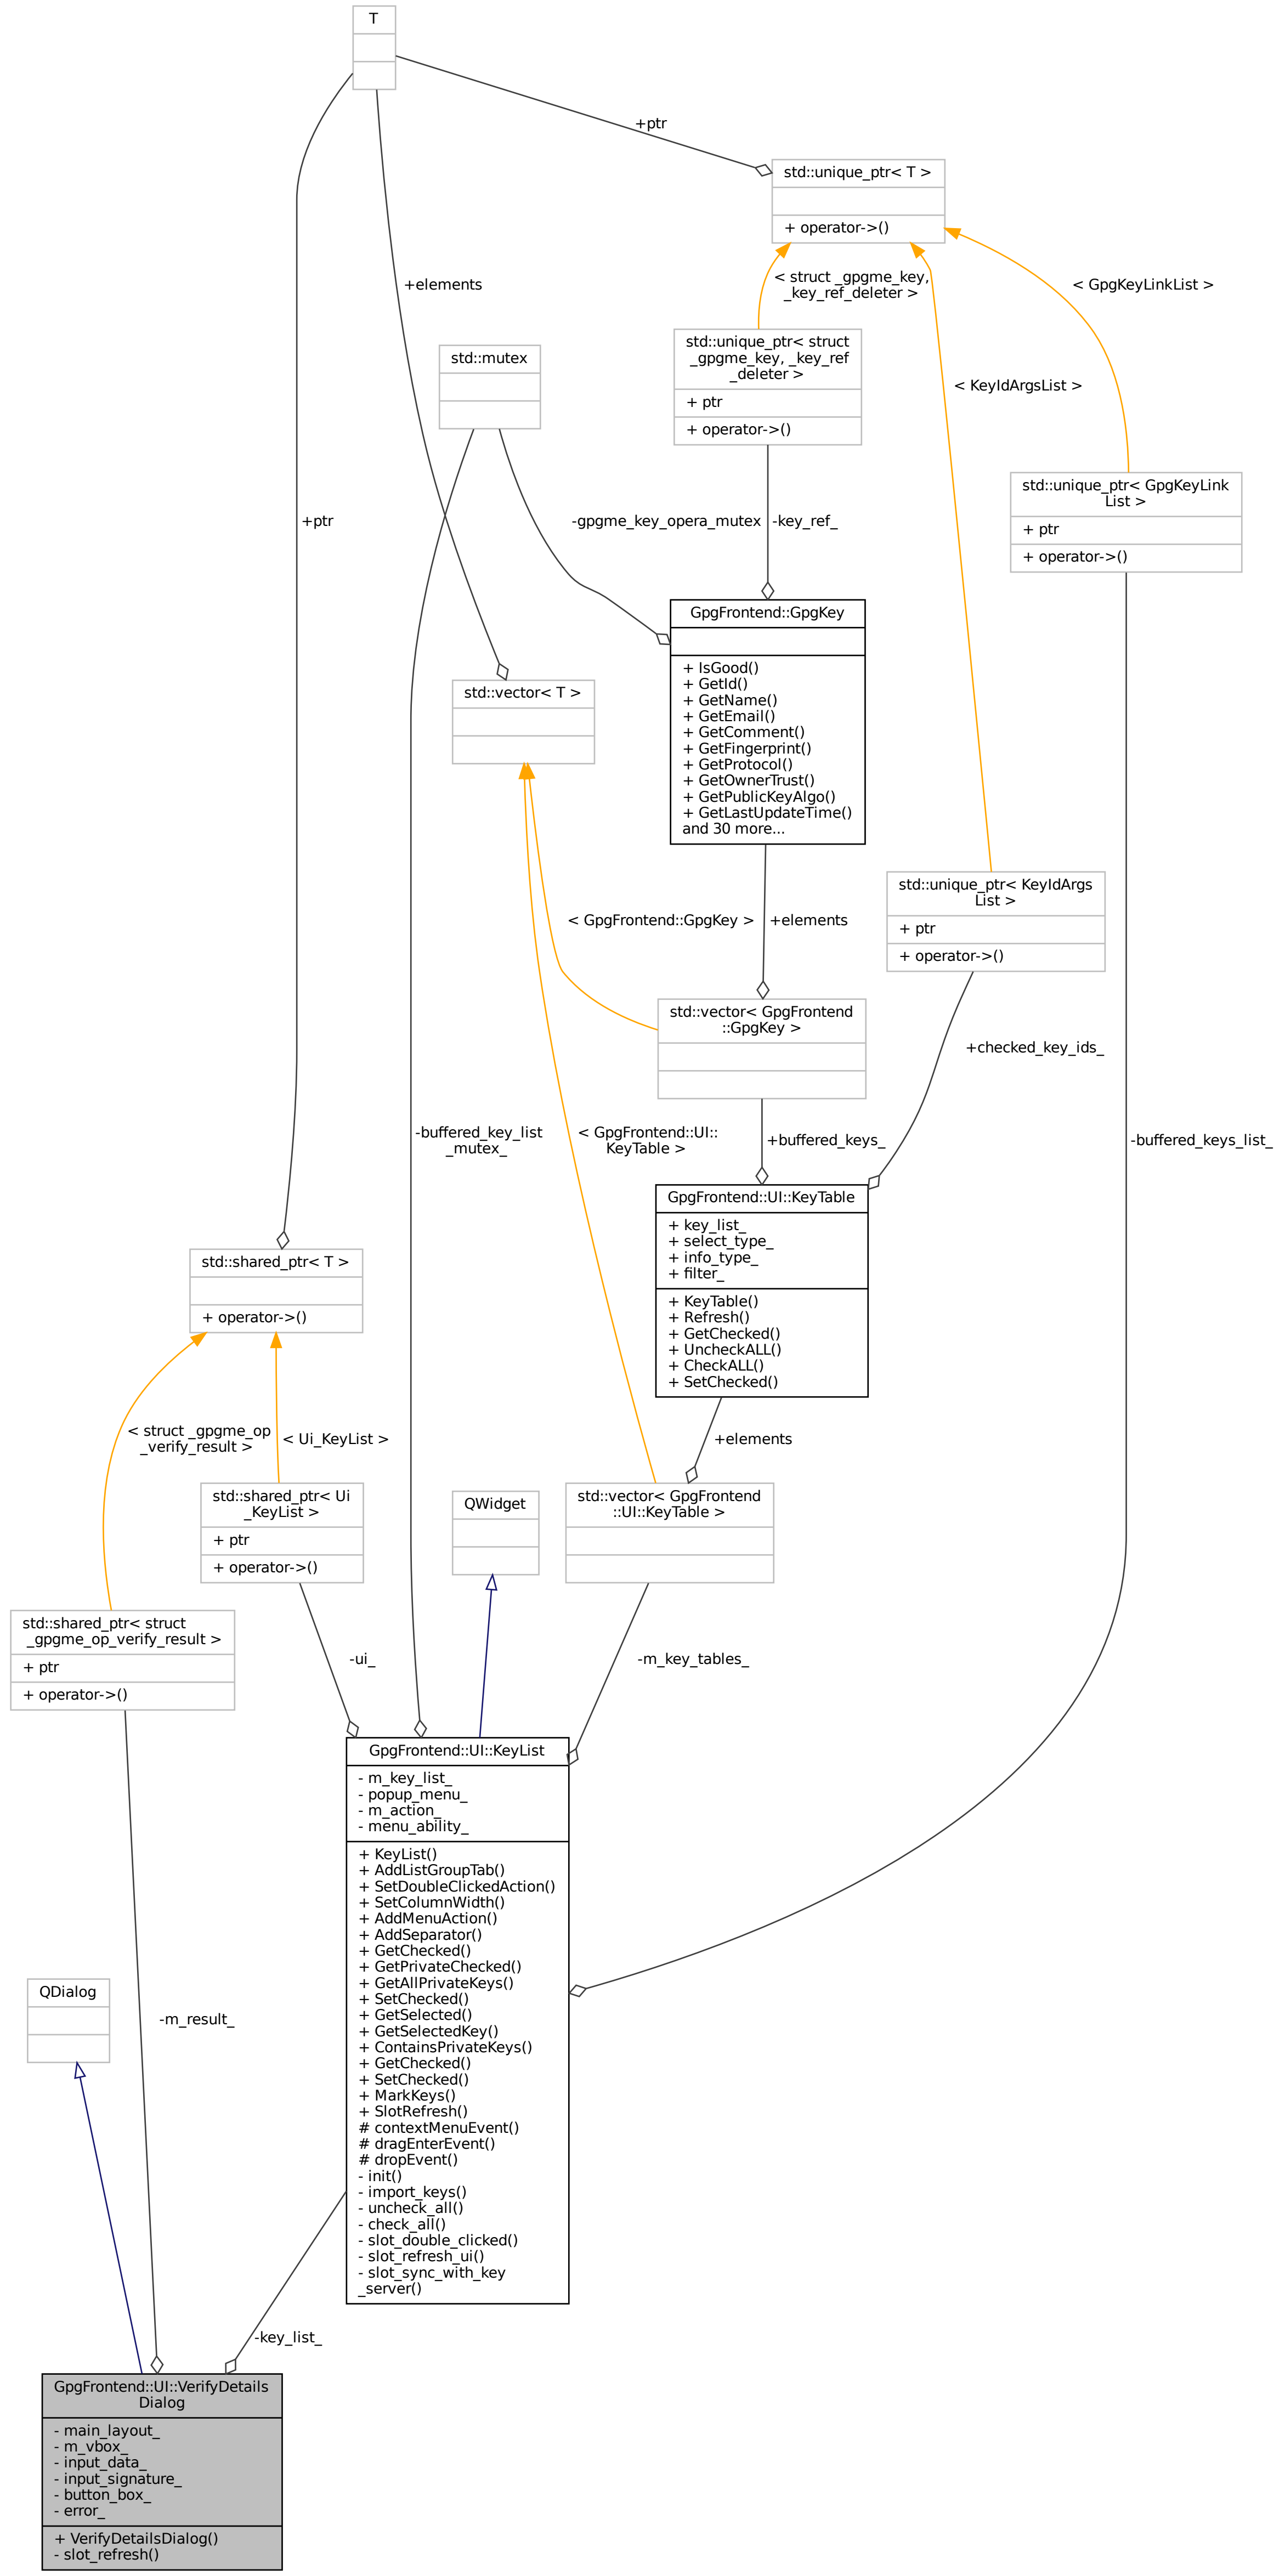 T
+ptr
std::unique_ptr< T >
+ operator->()
+elements
< struct _gpgme_key,
_key_ref_deleter >
< GpgKeyLinkList >
std::mutex
std::unique_ptr< struct
_gpgme_key, _key_ref
_deleter >
+ ptr
+ operator->()
< KeyIdArgsList >
std::unique_ptr< GpgKeyLink
List >
+ ptr
+ operator->()
+ptr
-gpgme_key_opera_mutex
-key_ref_
GpgFrontend::GpgKey
+ IsGood()
+ GetId()
+ GetName()
+ GetEmail()
+ GetComment()
+ GetFingerprint()
+ GetProtocol()
+ GetOwnerTrust()
+ GetPublicKeyAlgo()
+ GetLastUpdateTime()
and 30 more...
std::vector< T >
std::unique_ptr< KeyIdArgs
List >
+ ptr
+ operator->()
< GpgFrontend::GpgKey >
+elements
std::vector< GpgFrontend
::GpgKey >
+checked_key_ids_
-buffered_key_list
_mutex_
< GpgFrontend::UI::
KeyTable >
+buffered_keys_
-buffered_keys_list_
GpgFrontend::UI::KeyTable
+ key_list_
+ select_type_
+ info_type_
+ filter_
+ KeyTable()
+ Refresh()
+ GetChecked()
+ UncheckALL()
+ CheckALL()
+ SetChecked()
std::shared_ptr< T >
+ operator->()
< struct _gpgme_op
_verify_result >
< Ui_KeyList >
+elements
std::shared_ptr< Ui
_KeyList >
+ ptr
+ operator->()
QWidget
std::vector< GpgFrontend
::UI::KeyTable >
std::shared_ptr< struct
_gpgme_op_verify_result >
+ ptr
+ operator->()
-ui_
-m_key_tables_
GpgFrontend::UI::KeyList
- m_key_list_
- popup_menu_
- m_action_
- menu_ability_
+ KeyList()
+ AddListGroupTab()
+ SetDoubleClickedAction()
+ SetColumnWidth()
+ AddMenuAction()
+ AddSeparator()
+ GetChecked()
+ GetPrivateChecked()
+ GetAllPrivateKeys()
+ SetChecked()
+ GetSelected()
+ GetSelectedKey()
+ ContainsPrivateKeys()
+ GetChecked()
+ SetChecked()
+ MarkKeys()
+ SlotRefresh()
# contextMenuEvent()
# dragEnterEvent()
# dropEvent()
- init()
- import_keys()
- uncheck_all()
- check_all()
- slot_double_clicked()
- slot_refresh_ui()
- slot_sync_with_key
_server()
QDialog
-m_result_
-key_list_
GpgFrontend::UI::VerifyDetails
Dialog
- main_layout_
- m_vbox_
- input_data_
- input_signature_
- button_box_
- error_
+ VerifyDetailsDialog()
- slot_refresh()